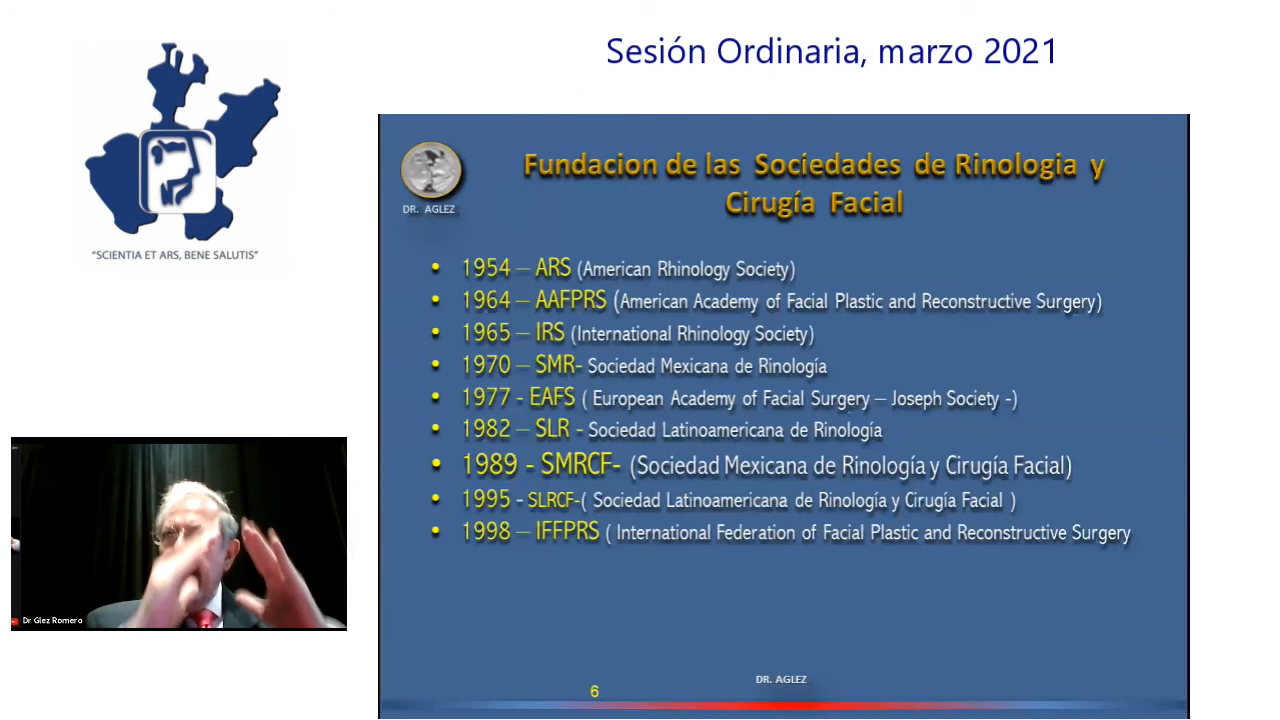 Sesión Ordinaria, marzo 2021
“SCIENTIA ET ARS, BENE SALUTIS”
DR. AGLEZ
Fundacion de las Sociedades de Rinologia y
Cirugía Facial
• 1954 – ARS (American Rhinology Society)
• 1964 – AAFPRS (American Academy of Facial Plastic and Reconstructive Surgery)
• 1965 – IRS (International Rhinology Society)
• 1970 – SMR- Sociedad Mexicana de Rinología
• 1977 - EAFS ( European Academy of Facial Surgery – Joseph Society -)
• 1982 – SLR - Sociedad Latinoamericana de Rinología
• 1989 - SMRCF- (Sociedad Mexicana de Rinología y Cirugía Facial)
• 1995 - SLRCF-( Sociedad Latinoamericana de Rinología y Cirugía Facial )
• 1998 – IFFPRS ( International Federation of Facial Plastic and Reconstructive Surgery
Dr Glez Romero
DR. AGLEZ
6